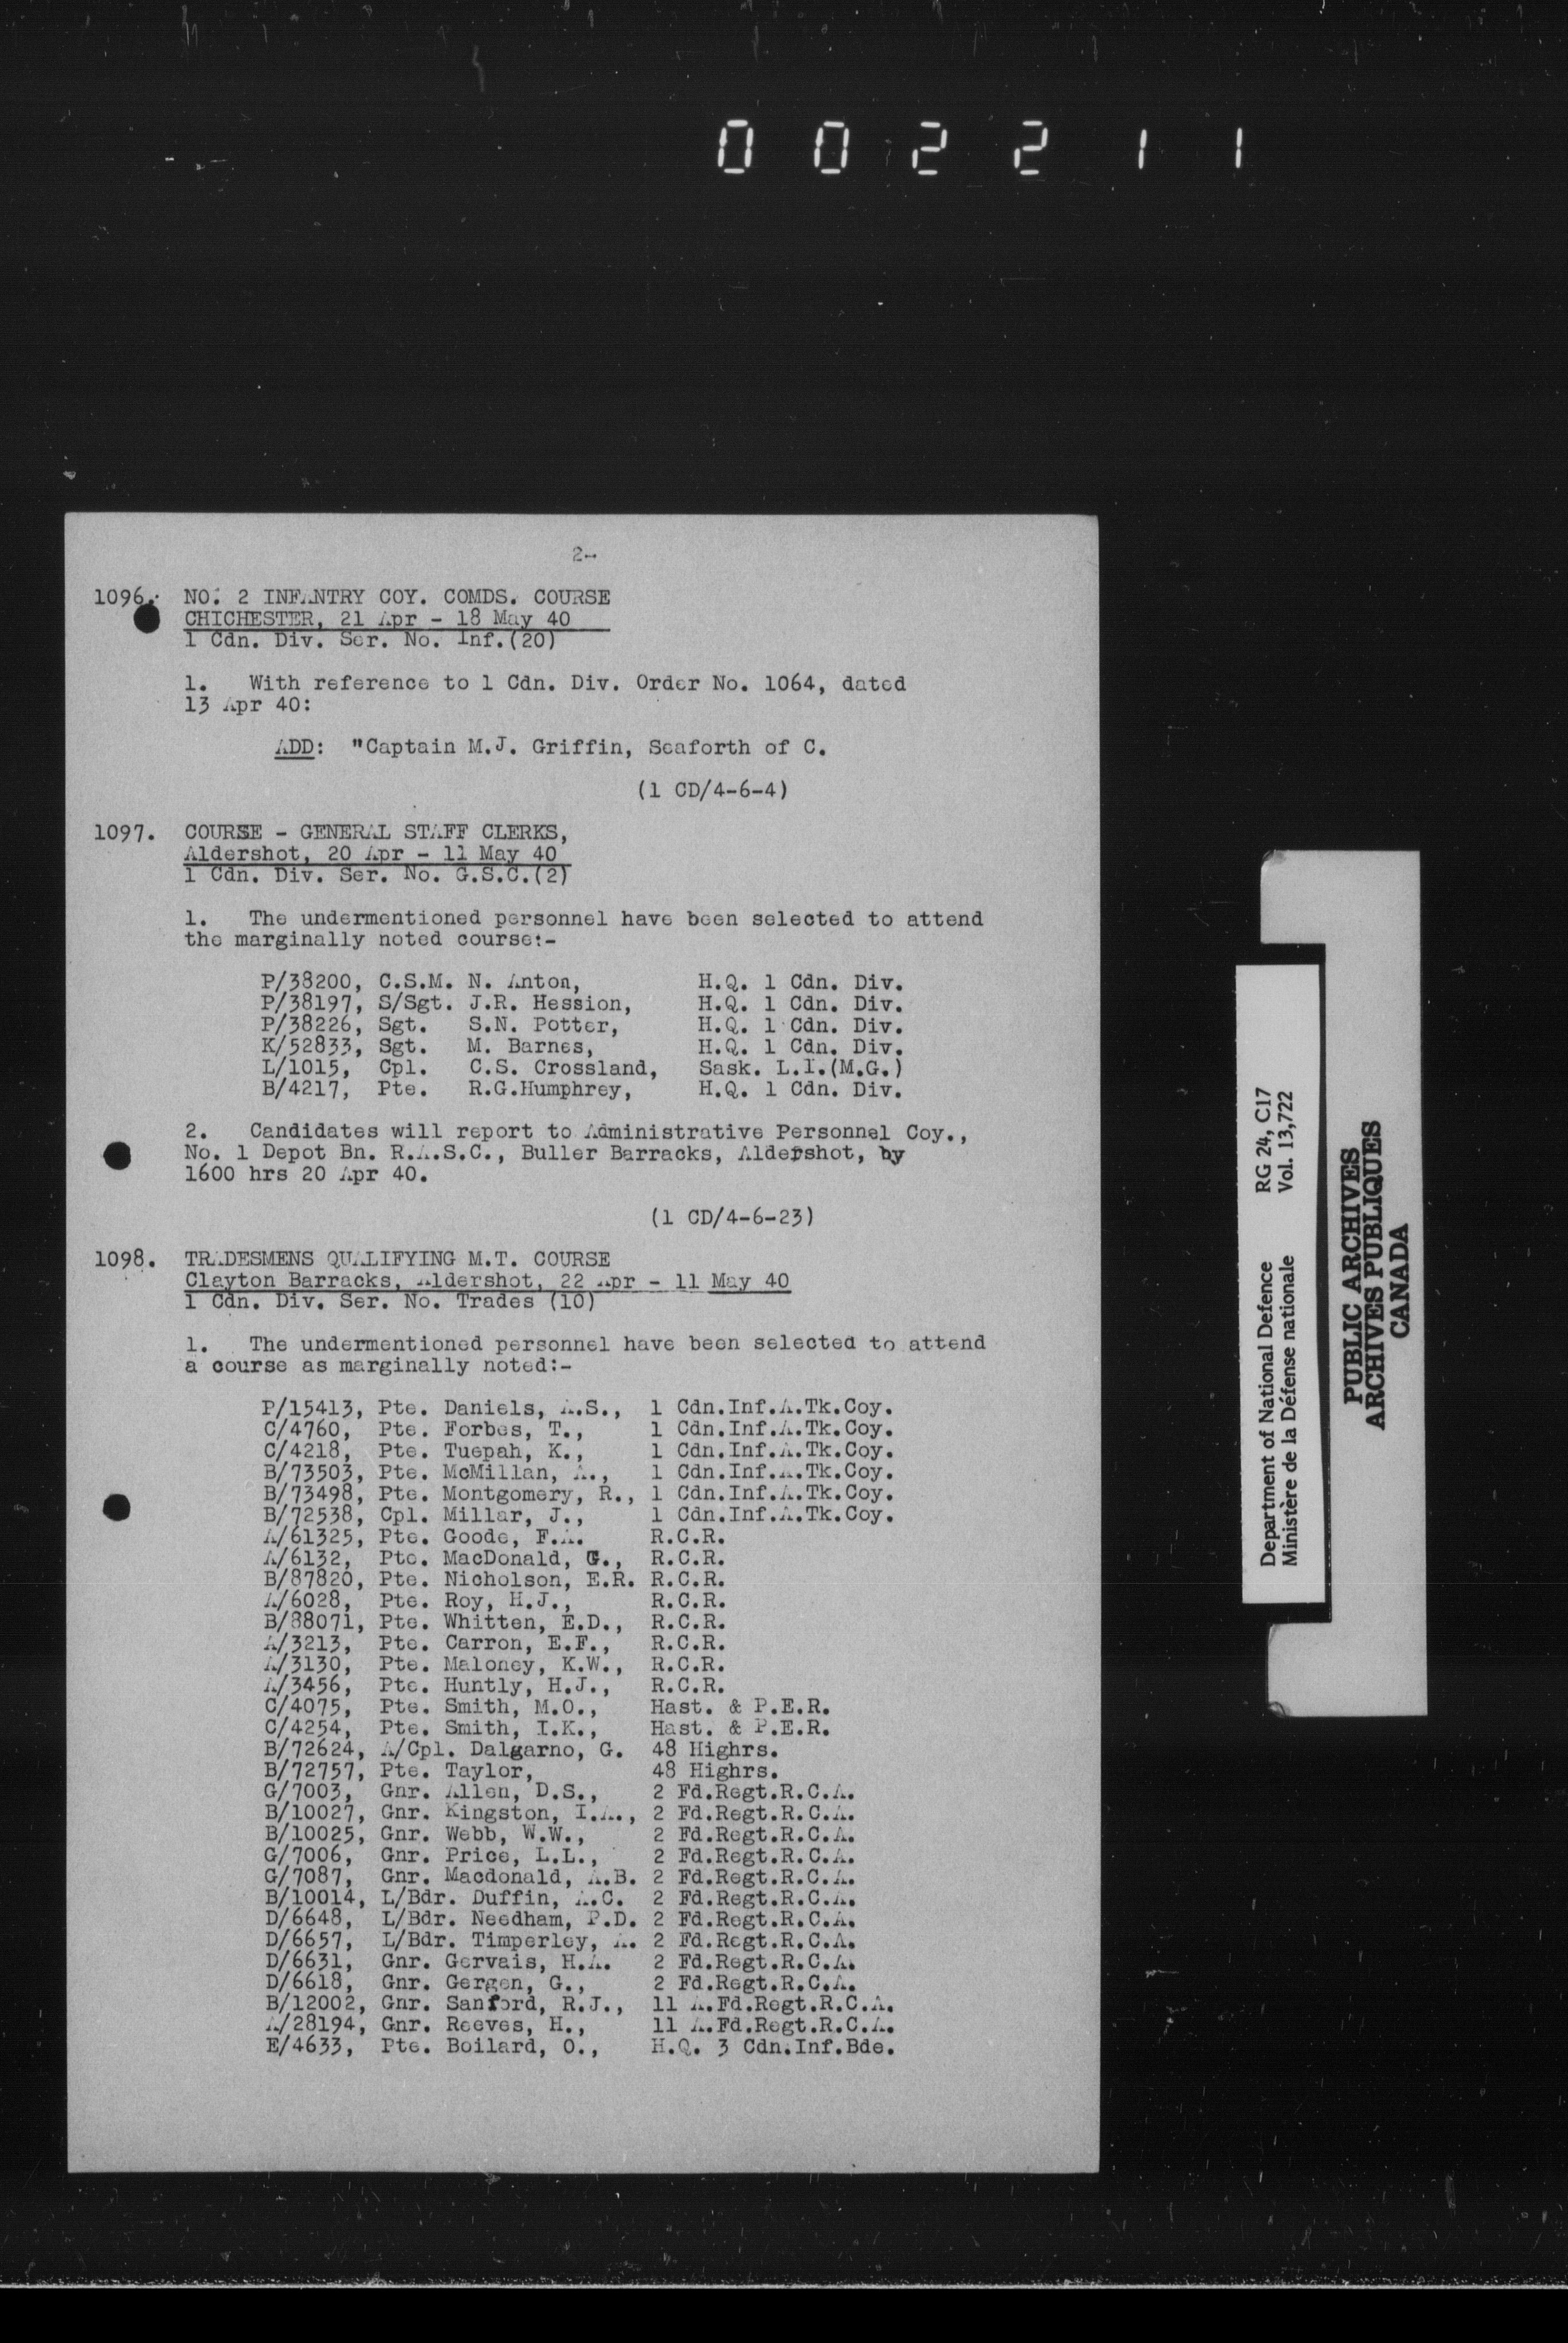 002211
2-
1096. NO. 2 INFANTRY COY. COMDS. COURSE
CHICHESTER, 21 Apr - 18 May 40
1 Cdn. Div. Ser. No. Inf.(20)
1. With reference to 1 Cdn. Div. Order No. 1064, dated
13 Apr 40:
ADD: "Captain M.J. Griffin, Seaforth of C.
(1 CD/4-6-4)
1097. COURSE - GENERAL STAFF CLERKS,
Aldershot, 20 Apr - 11 May 40
1 Cdn. Div. Ser. No. G.S.C.(2)
1. The undermentioned personnel have been selected to attend
the marginally noted course:-
P/38200, C.S.M. N. Anton, H.Q. 1 Cdn. Div.
P/38197, S/Sgt. J.R. Hession, H.Q. 1 Cdn. Div.
P/38226, Sgt. S.N. Potter, H.Q. 1 Cdn. Div.
K/52833, Sgt. M. Barnes, H.Q. 1 Cdn. Div.
L/1015, Cpl. C.S. Crossland, Sask. L.I.(M.G.)
B/4217, Pte. R.G.Humphrey, H.Q. 1 Cdn. Div.
2. Candidates will report to Administrative Personnel Coy.,
No. 1 Depot Bn. R.A.S.C., Buller Barracks, Aldershot, by
1600 hrs 20 Apr 40.
(1 CD/4-6-23)
1098. TRADESMENS QUALIFYING M.T. COURSE
Clayton Barracks, Aldershot, 22 Apr - 11 May 40
1 Cdn. Div. Ser. No. Trades (10)
1. The undermentioned personnel have been selected to attend
a course as marginally noted:-
P/15413, Pte. Daniels, A.S., 1 Cdn.Inf.A.Tk.Coy.
C/4760, Pte. Forbes, T., 1 Cdn.Inf.A.Tk.Coy.
C/4218, Pte. Tuepah, K., 1 Cdn.Inf.A.Tk.Coy.
B/73503, Pte. McMillan, A., 1 Cdn.Inf.A.Tk.Coy.
B/73498, Pte. Montgomery, R., 1 Cdn.Inf.A.Tk.Coy.
B/72538, Cpl. Millar, J., 1 Cdn.Inf.A.Tk.Coy.
A/61325, Pte. Goode, F.A. R.C.R.
A/6132, Pte. MacDonald, G., R.C.R.
B/87820, Pte. Nicholson, E.R. R.C.R.
A/6028, Pte. Roy, H.J., R.C.R.
B/88071, Pte. Whitten, E.D., R.C.R.
A/3213, Pte. Carron, E.F., R.C.R.
A/3130, Pte. Maloney, K.W., R.C.R.
A/3456, Pte. Huntly, H.J., R.C.R.
C/4075, Pte. Smith, M.O., Hast. & P.E.R.
C/4254, Pte. Smith, I.K., Hast. & P.E.R.
B/72624, A/Cpl. Dalgarno, G. 48 Highrs.
B/72757, Pte. Taylor, 48 Highrs.
G/7003, Gnr. Allen, D.S., 2 Fd.Regt.R.C.A.
B/10027, Gnr. Kingston, I.A., 2 Fd.Regt.R.C.A.
B/10025, Gnr. Webb, W.W., 2 Fd.Regt.R.C.A.
G/7006, Gnr. Price, L.L., 2 Fd.Regt.R.C.A.
G/7087, Gnr. Macdonald, A.B. 2 Fd.Regt.R.C.A.
B/10014, L/Bdr. Duffin, A.C. 2 Fd.Regt.R.C.A.
D/6648, L/Bdr. Needham, P.D. 2 Fd.Regt.R.C.A.
D/6657, L/Bdr. Timperley, A. 2 Fd.Regt.R.C.A.
D/6631, Gnr. Gervais, H.A. 2 Fd.Regt.R.C.A.
D/6618, Gnr. Gergen, G., 2 Fd.Regt.R.C.A.
B/12002, Gnr. Sanford, R.J., 11 A.Fd.Regt.R.C.A.
A/28194, Gnr. Reeves, H., 11 A.Fd.Regt.R.C.A.
E/4633, Pte. Boilard, O., H.Q. 3 Cdn.Inf.Bde.
Department of National Defence RG 24, C17
Ministère de la Défense nationale Vol. 13,722
PUBLIC ARCHIVES
ARCHIVES PUBLIQUES
CANADA